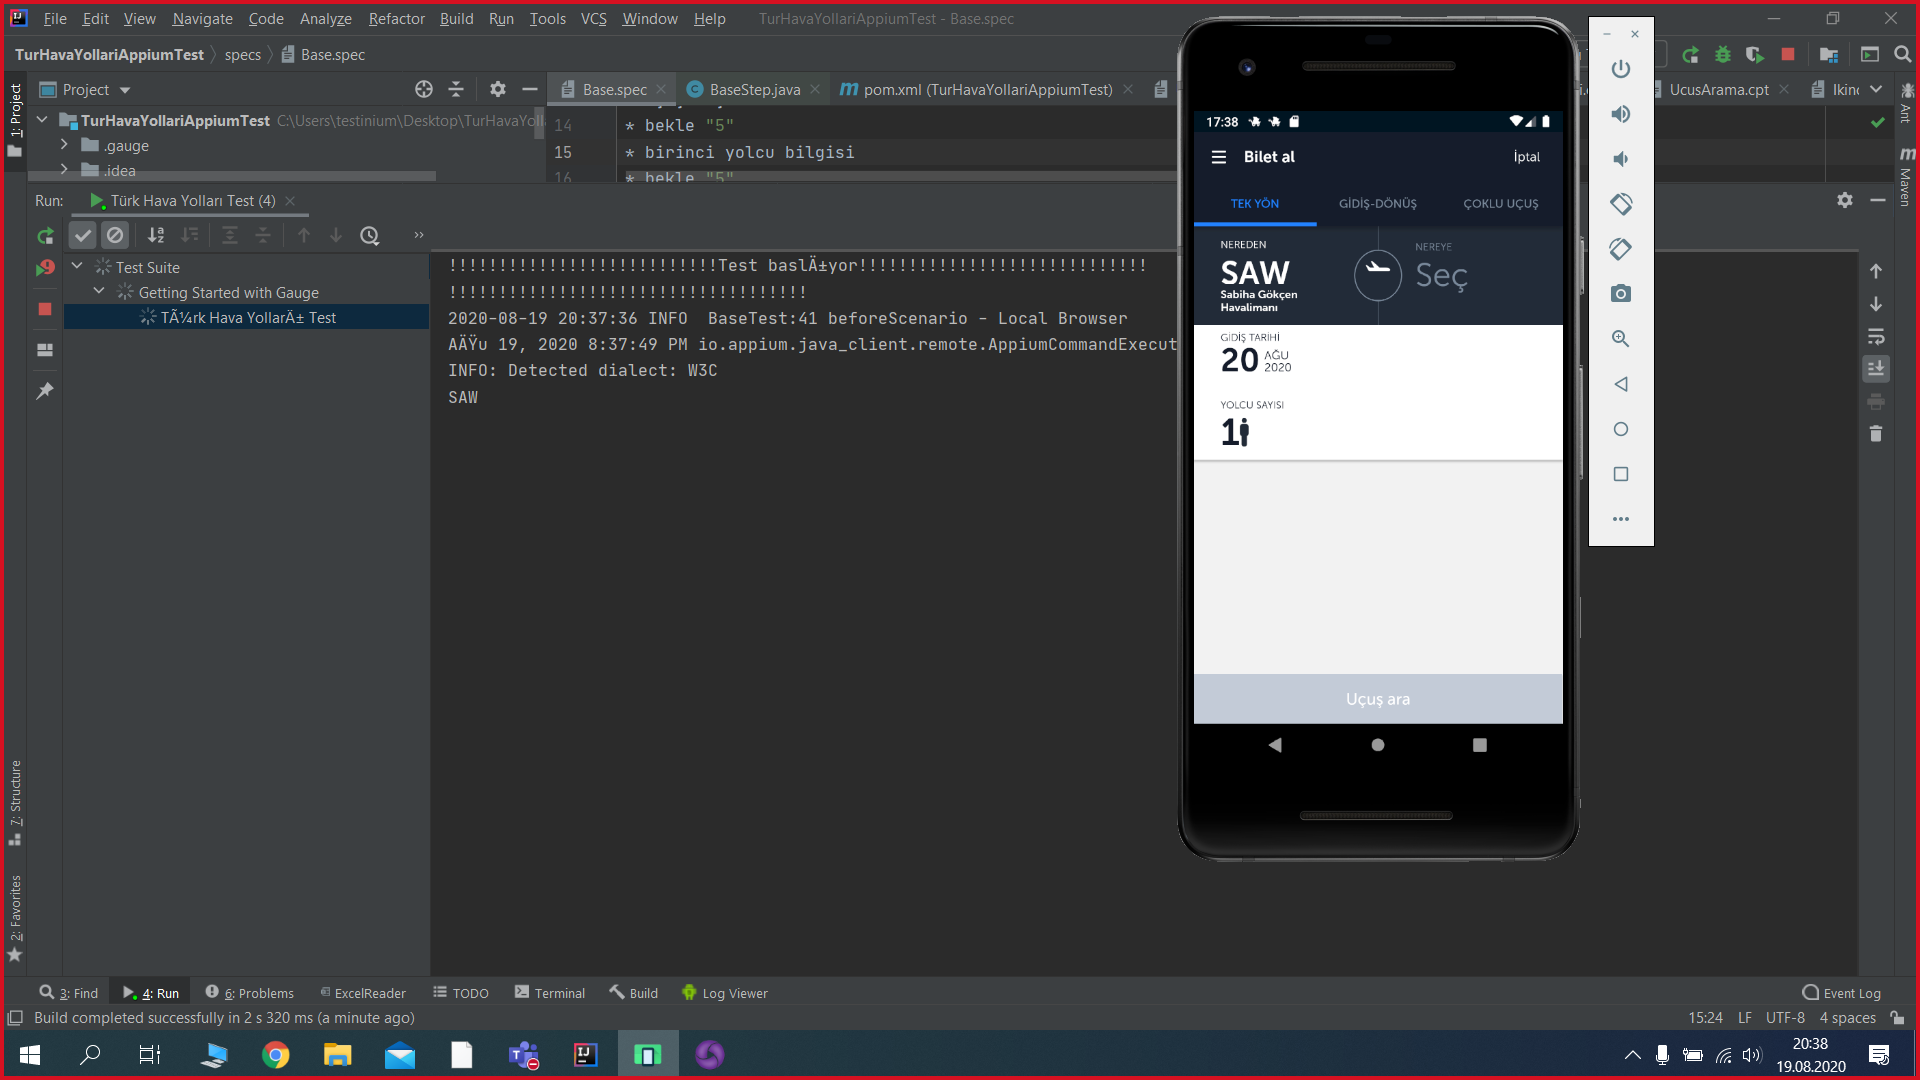 File Edit View Navigate Code Analyze Refactor Build Run Tools VCS Window Help TurHavaYollariAppiumTest - Base.spec
TurHavaYollariAppiumTest specs Base.spec
1: Project
Project
Base.spec BaseStep.java pom.xml (TurHavaYollariAppiumTest) UcusArama.cpt
TurHavaYollariAppiumTest C:\Users\testinium\Desktop\TurHavaYol
.gauge
.idea
14 * bekle "5"
15 * birinci yolcu bilgisi
16 * bekle "5"
Ant
Maven
Run: Türk Hava Yolları Test (4)
Test Suite
Getting Started with Gauge
TÃ¼rk Hava YollarÄ± Test
!!!!!!!!!!!!!!!!!!!!!!!!!!!Test baslÄ±yor!!!!!!!!!!!!!!!!!!!!!!!!!!!!!
!!!!!!!!!!!!!!!!!!!!!!!!!!!!!!!!!!!!
2020-08-19 20:37:36 INFO  BaseTest:41 beforeScenario - Local Browser
AÄŸu 19, 2020 8:37:49 PM io.appium.java_client.remote.AppiumCommandExecut
INFO: Detected dialect: W3C
SAW
17:38
Bilet al İptal
TEK YÖN GİDİŞ-DÖNÜŞ ÇOKLU UÇUŞ
NEREDEN
SAW
Sabiha Gökçen
Havalimanı
NEREYE
Seç
GİDİŞ TARİHİ
20 AĞU
2020
YOLCU SAYISI
1
Uçuş ara
7: Structure
2: Favorites
3: Find 4: Run 6: Problems ExcelReader TODO Terminal Build Log Viewer Event Log
Build completed successfully in 2 s 320 ms (a minute ago) 15:24 LF UTF-8 4 spaces
20:38
19.08.2020